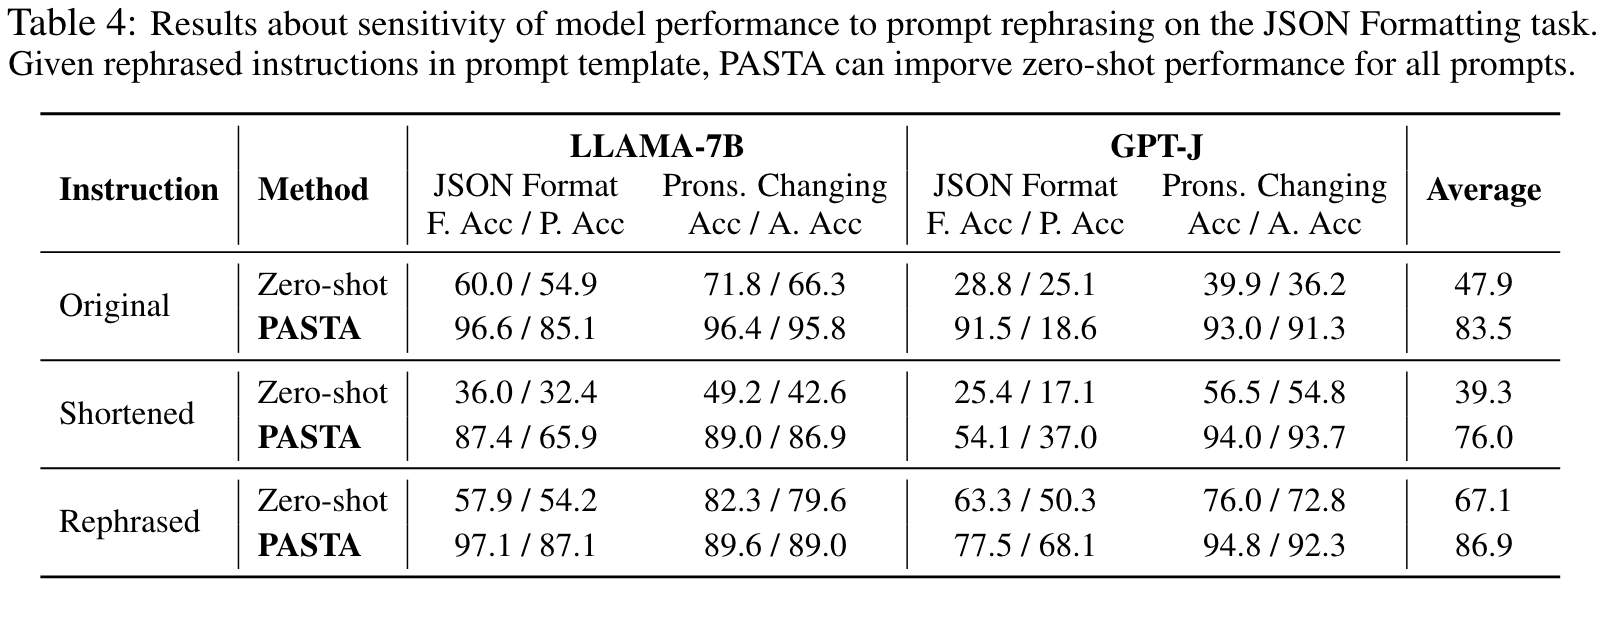 Table 4: Results about sensitivity of model performance to prompt rephrasing on the JSON Formatting task.
Given rephrased instructions in prompt template, PASTA can imporve zero-shot performance for all prompts.
LLAMA-7B GPT-J
Instruction Method JSON Format Prons. Changing JSON Format Prons. Changing Average
F. Acc / P. Acc Acc / A. Acc F. Acc / P. Acc Acc / A. Acc
Original Zero-shot 60.0 / 54.9 71.8 / 66.3 28.8 / 25.1 39.9 / 36.2 47.9
PASTA 96.6 / 85.1 96.4 / 95.8 91.5 / 18.6 93.0 / 91.3 83.5
Shortened Zero-shot 36.0 / 32.4 49.2 / 42.6 25.4 / 17.1 56.5 / 54.8 39.3
PASTA 87.4 / 65.9 89.0 / 86.9 54.1 / 37.0 94.0 / 93.7 76.0
Rephrased Zero-shot 57.9 / 54.2 82.3 / 79.6 63.3 / 50.3 76.0 / 72.8 67.1
PASTA 97.1 / 87.1 89.6 / 89.0 77.5 / 68.1 94.8 / 92.3 86.9